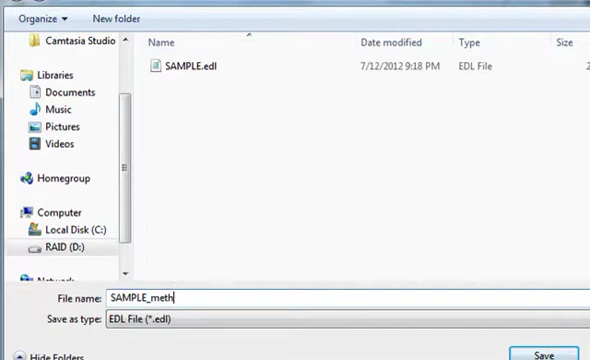 Organize New folder
Camtasia Studio
Libraries
Documents
Music
Pictures
Videos
Homegroup
Computer
Local Disk (C:)
RAID (D:)
Network
Name Date modified Type Size
SAMPLE.edl 7/12/2012 9:18 PM EDL File
File name: SAMPLE_meth
Save as type: EDL File (*.edl)
Hide Folders Save